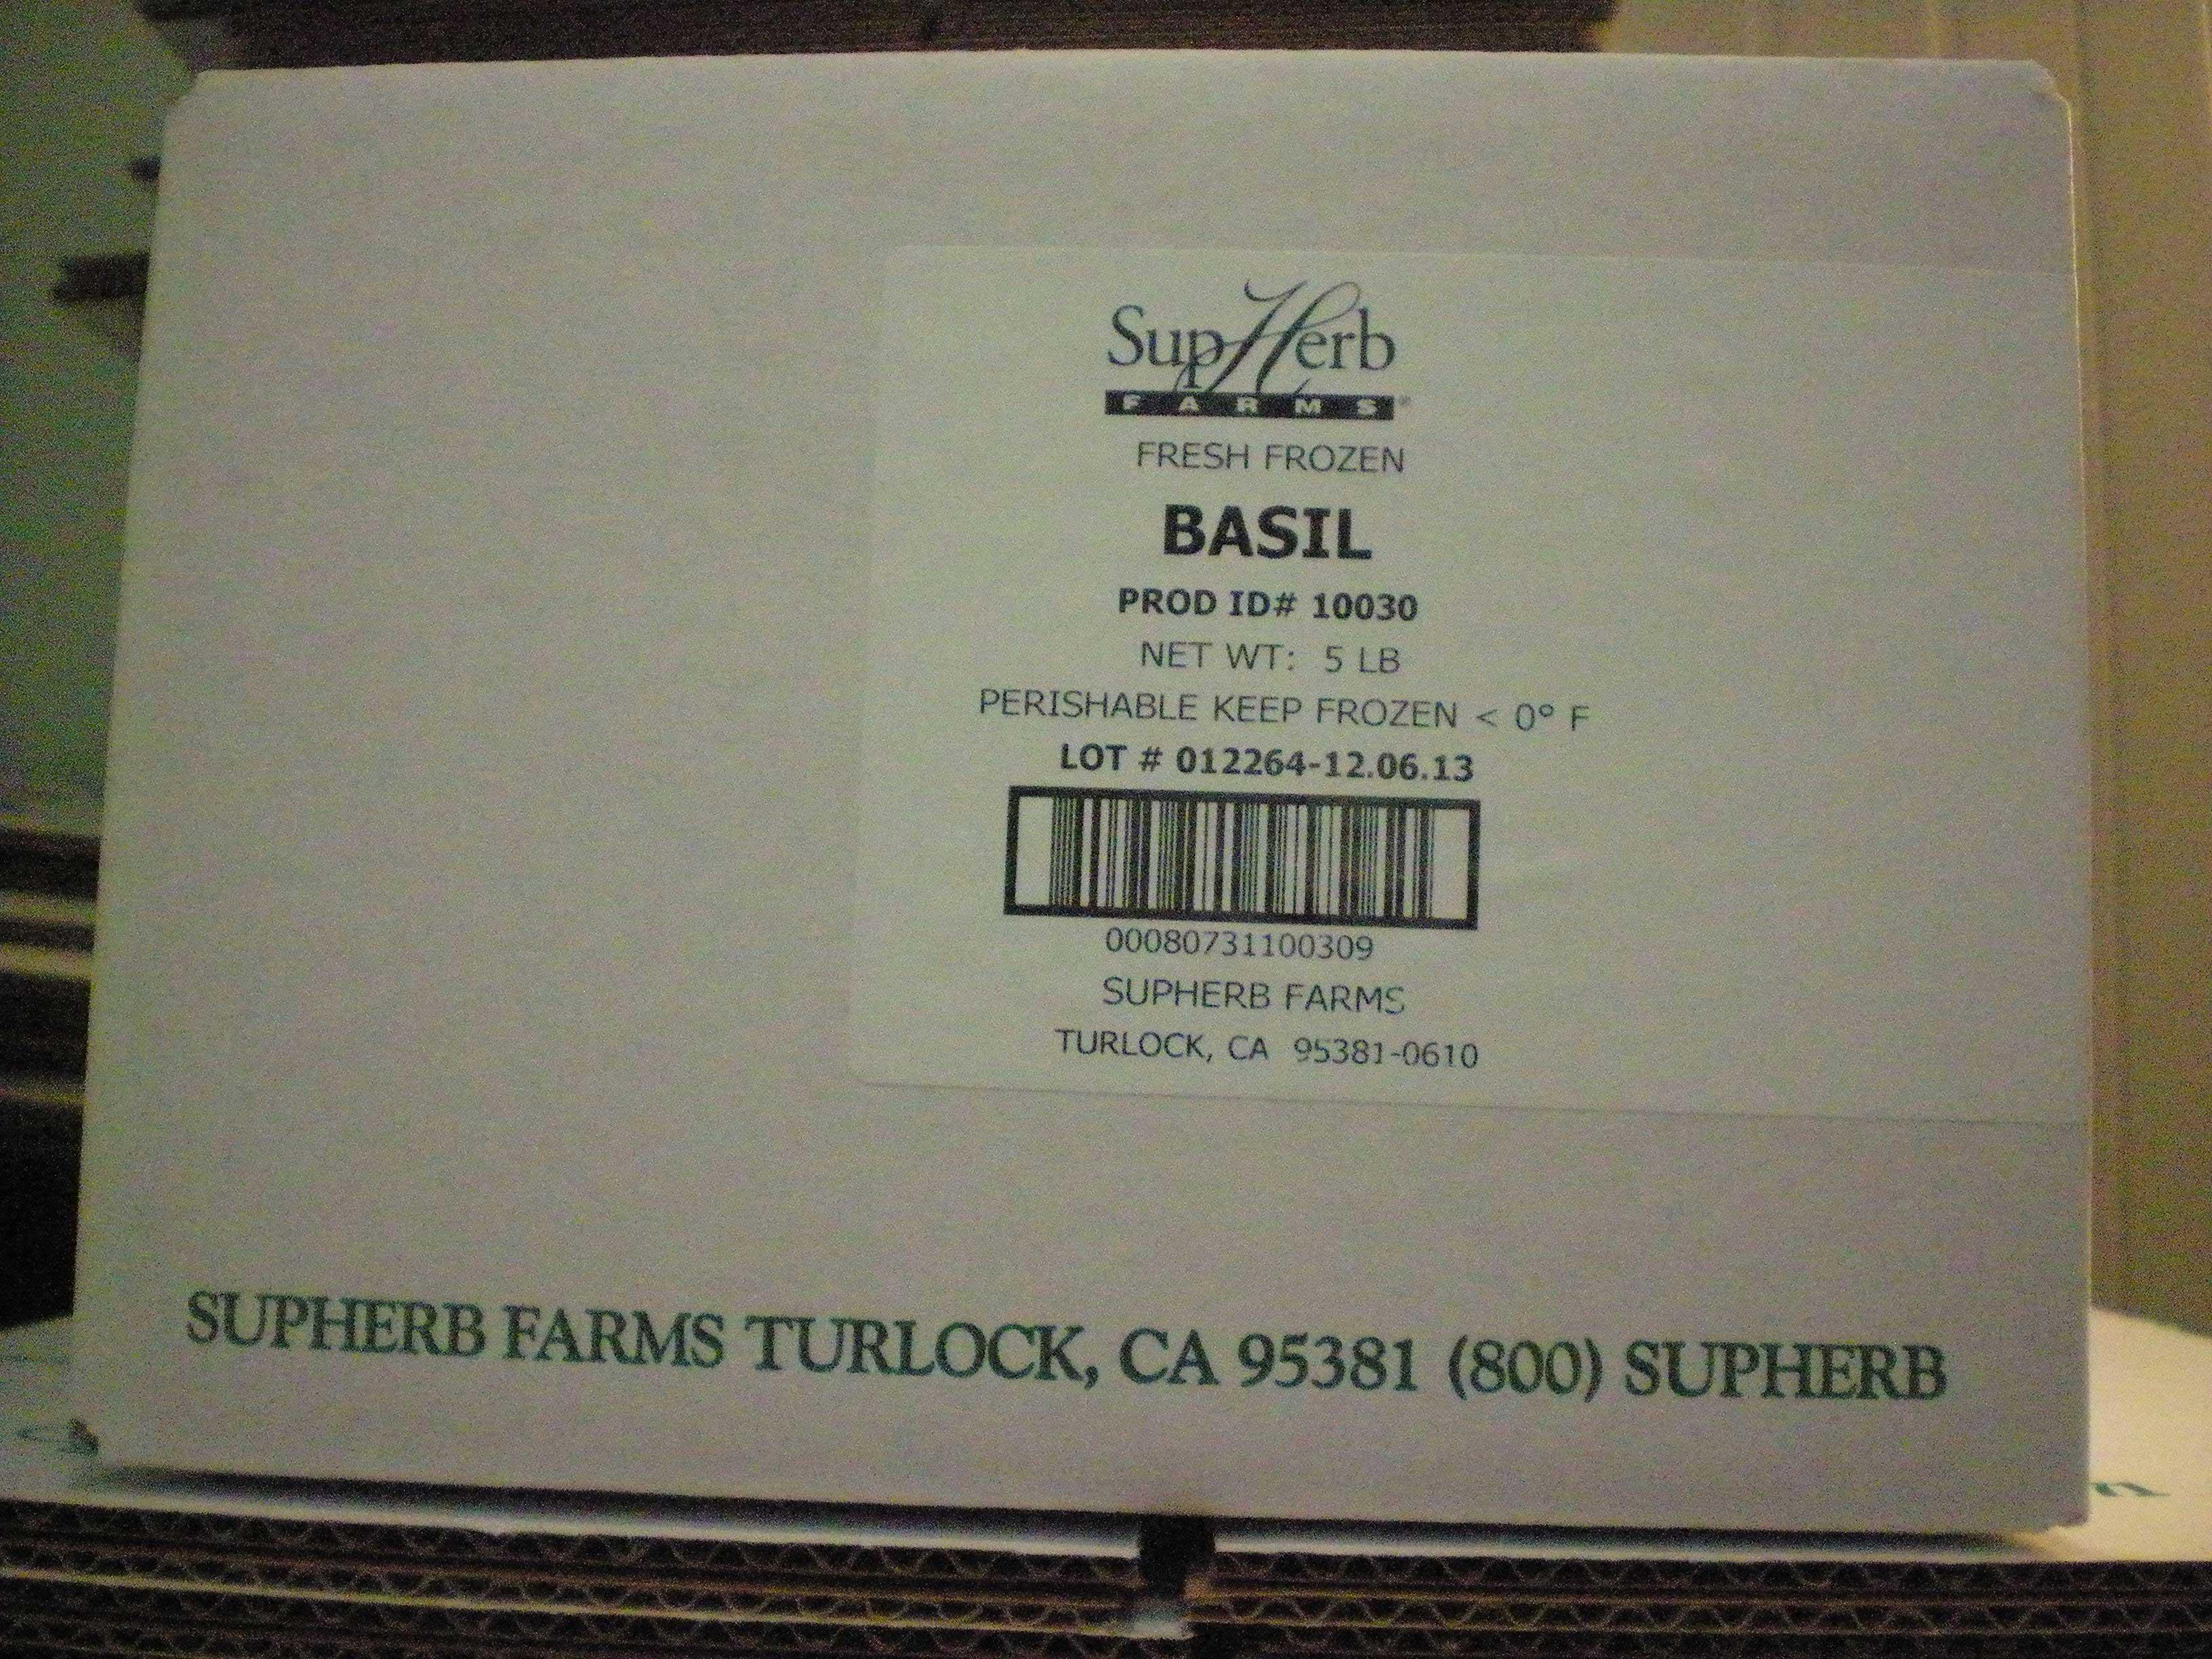 SupHerb
FARMS®
FRESH FROZEN
BASIL
PROD ID# 10030
NET WT: 5 LB
PERISHABLE KEEP FROZEN < 0° F
LOT # 012264-12.06.13
00080731100309
SUPHERB FARMS
TURLOCK, CA 95381-0610
SUPHERB FARMS TURLOCK, CA 95381 (800) SUPHERB